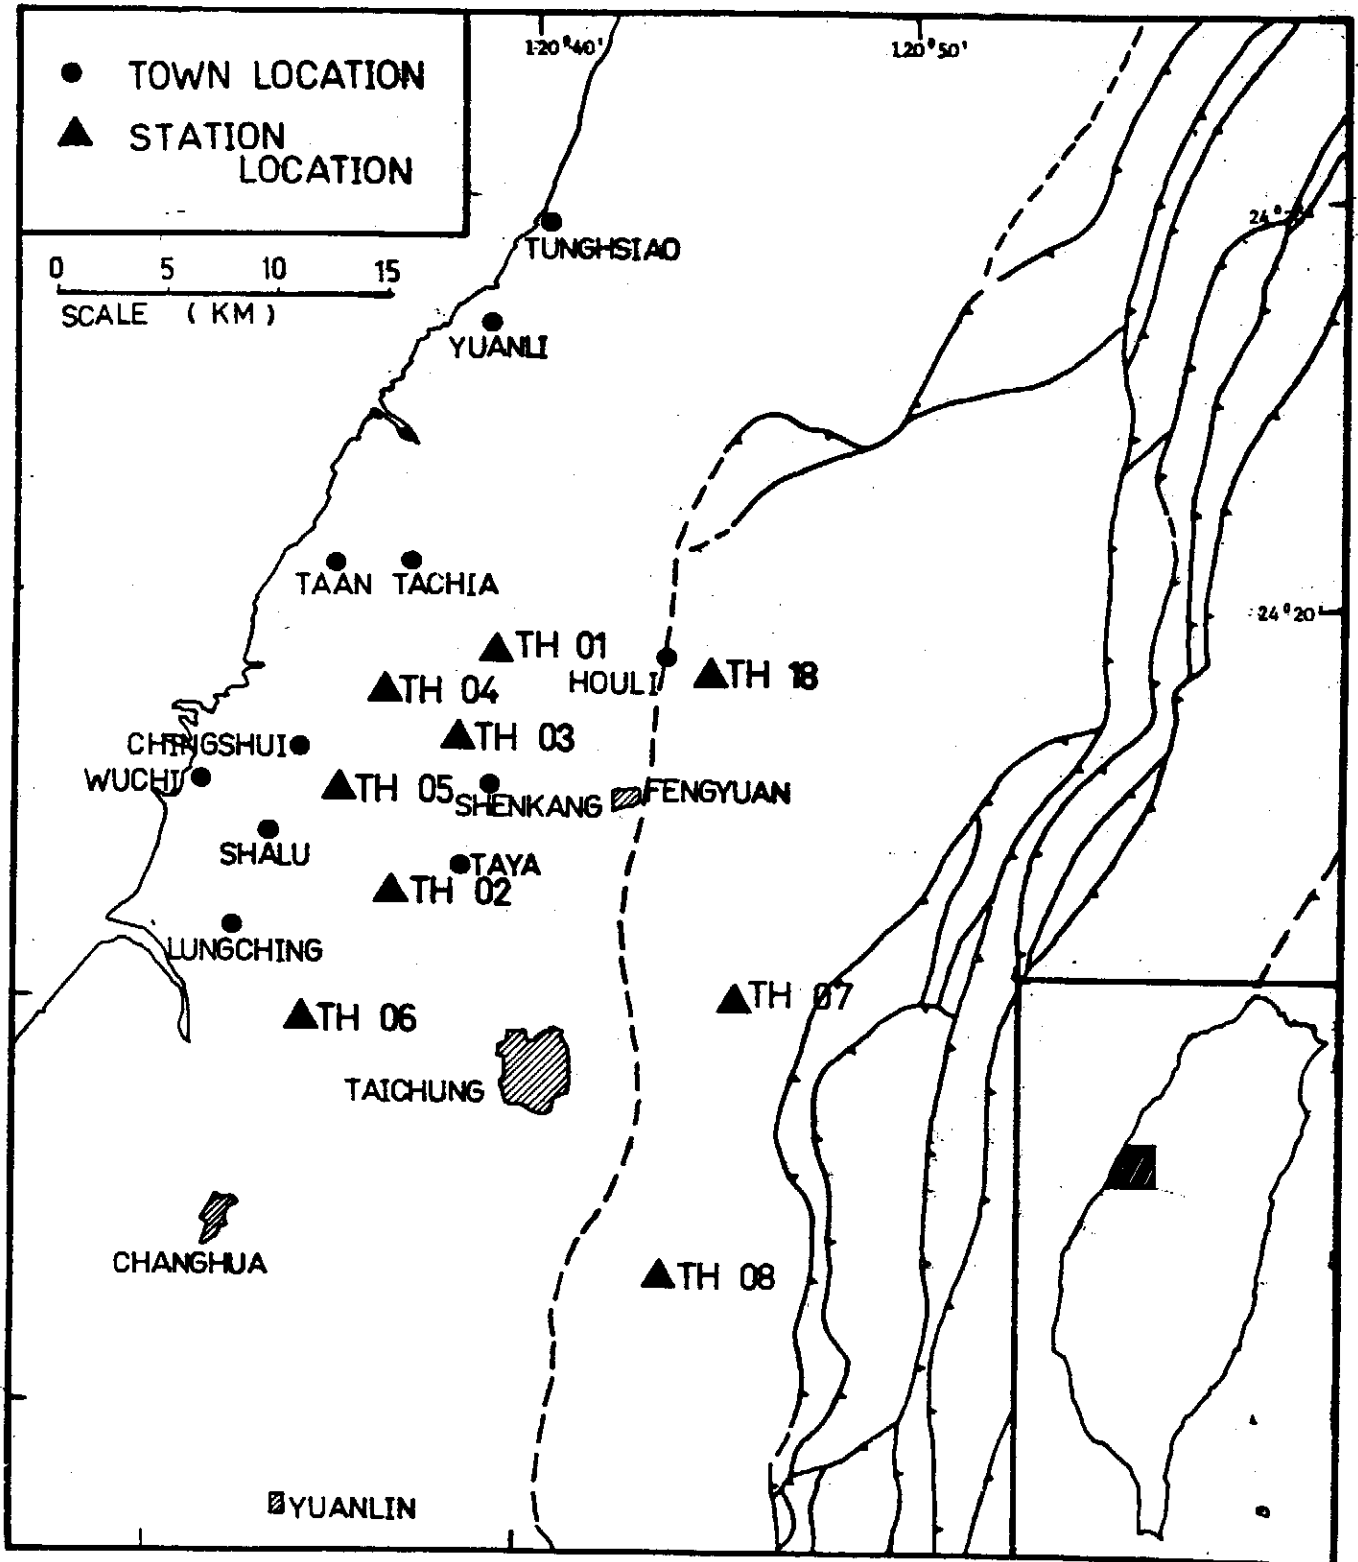 120°40'
120°50'
TOWN LOCATION
STATION
LOCATION
TUNGHSIAO
0 5 10 15
SCALE (KM)
YUANLI
TAAN TACHIA
24°20'
TH 01
HOULI
TH 18
TH 04
TH 03
CHINGSHUI
WUCHI
TH 05
SHENKANG
FENGYUAN
SHALU
TAYA
TH 02
LUNGCHING
TH 07
TH 06
TAICHUNG
CHANGHUA
TH 08
YUANLIN